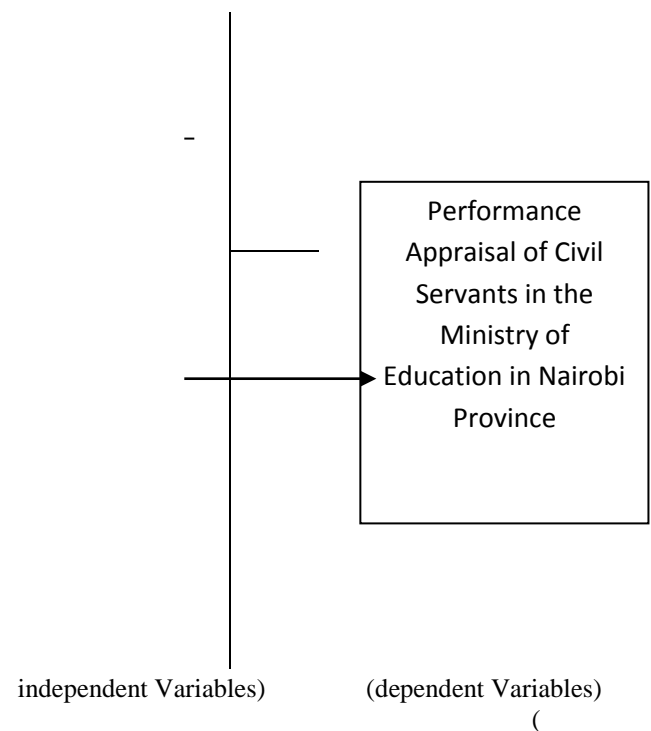 Performance
Appraisal of Civil
Servants in the
Ministry of
Education in Nairobi
Province
independent Variables) (dependent Variables)
(